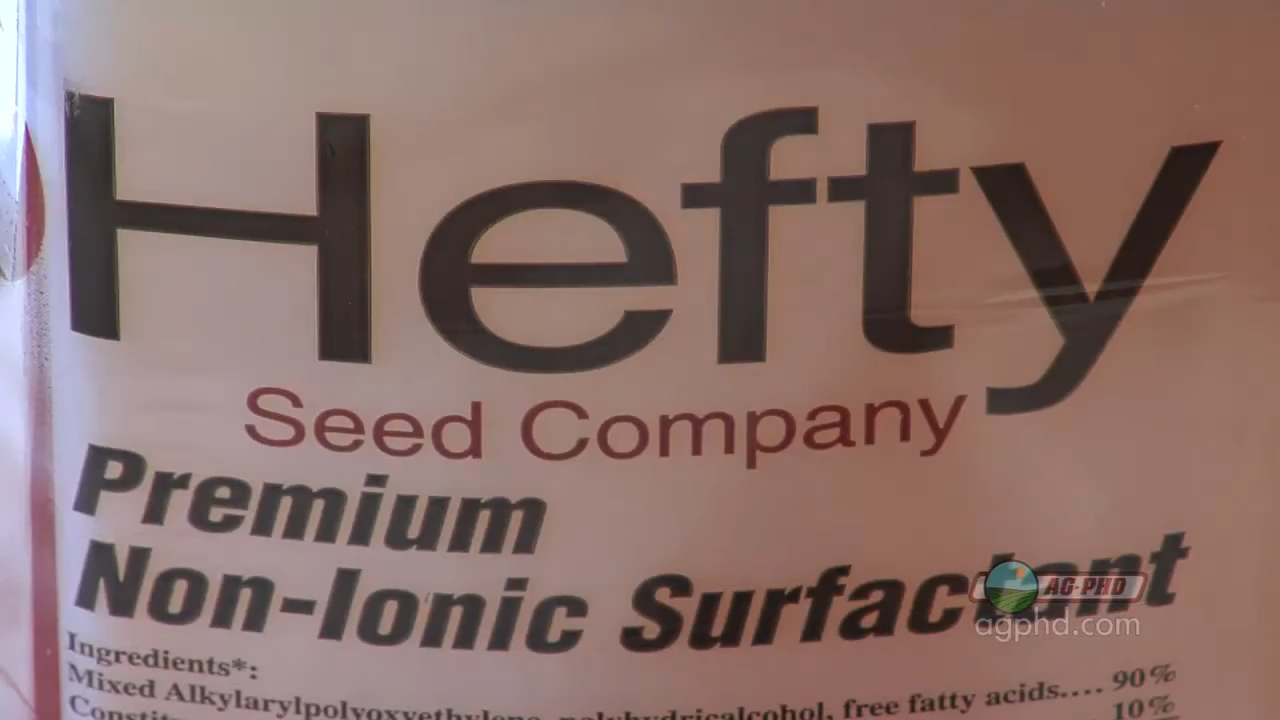 Hefty
Seed Company
Premium
Non-Ionic Surfactant
AG-PHD
agphd.com
Ingredients*:
Mixed Alkylarylpolyoxyethylene, polyhydricalcohol, free fatty acids.... 90%
10%